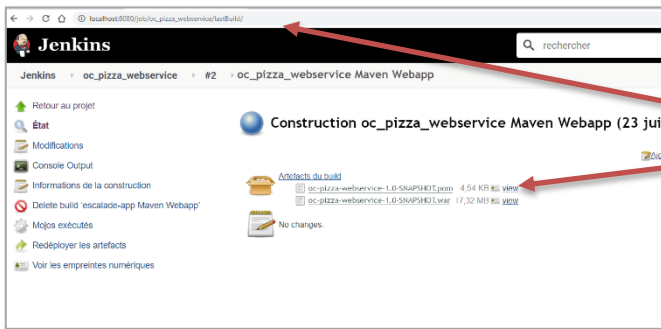 localhost:8080/job/oc_pizza_webservice/lastBuild/
Jenkins
rechercher
Jenkins oc_pizza_webservice #2 oc_pizza_webservice Maven Webapp
Retour au projet
État
Modifications
Console Output
Informations de la construction
Delete build 'escalade-app Maven Webapp'
Mojos exécutés
Redéployer les artefacts
Voir les empreintes numériques
Construction oc_pizza_webservice Maven Webapp (23 jui
Ajo
Artefacts du build
oc-pizza-webservice-1.0-SNAPSHOT.pom 4,54 KB view
oc-pizza-webservice-1.0-SNAPSHOT.war 17,32 MB view
No changes.